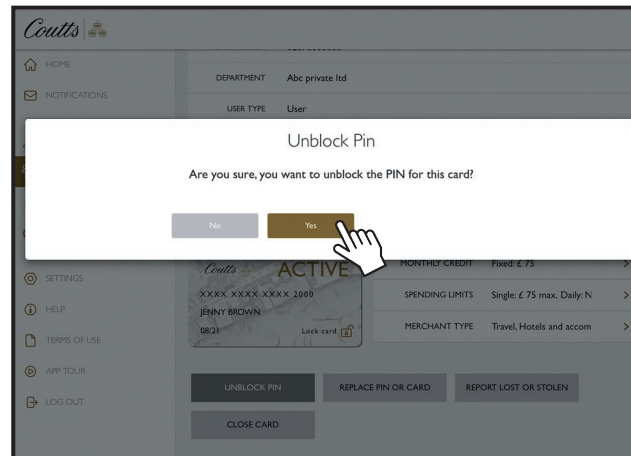 Coutts
HOME
NOTIFICATIONS
DEPARTMENT Abc private ltd
USER TYPE User
Unblock Pin
Are you sure, you want to unblock the PIN for this card?
No Yes
Coutts ACTIVE
XXXX XXXX XXXX 2000
JENNY BROWN
08/21 Lock card
MONTHLY CREDIT Fixed: £ 75
SPENDING LIMITS Single: £ 75 max, Daily: N
MERCHANT TYPE Travel, Hotels and accom
SETTINGS
HELP
TERMS OF USE
APP TOUR
LOG OUT
UNBLOCK PIN REPLACE PIN OR CARD REPORT LOST OR STOLEN
CLOSE CARD